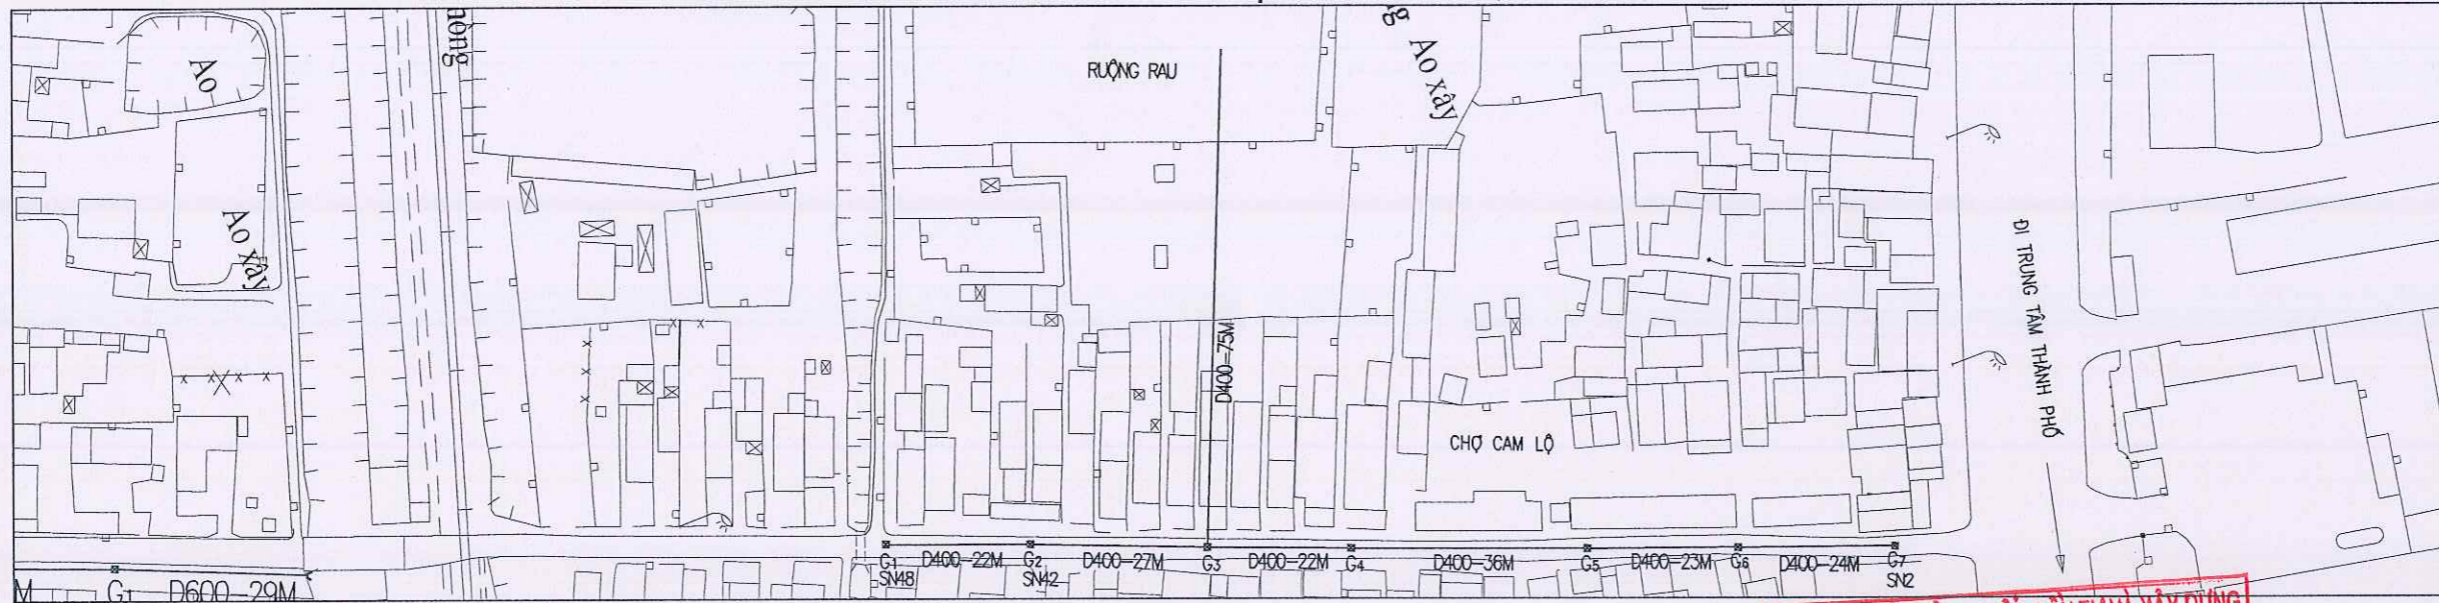 Ao
Ao xây
RUỘNG RAU
Ao xây
ĐI TRUNG TÂM THÀNH PHỐ
D400-75M
CHỢ CAM LỘ
G1 D400-22M G2 D400-27M G3 D400-22M G4 D400-36M G5 D400-23M G6 D400-24M G7
SN48 SN42 SN2
M G1 D600-29M
XÂY DỰNG